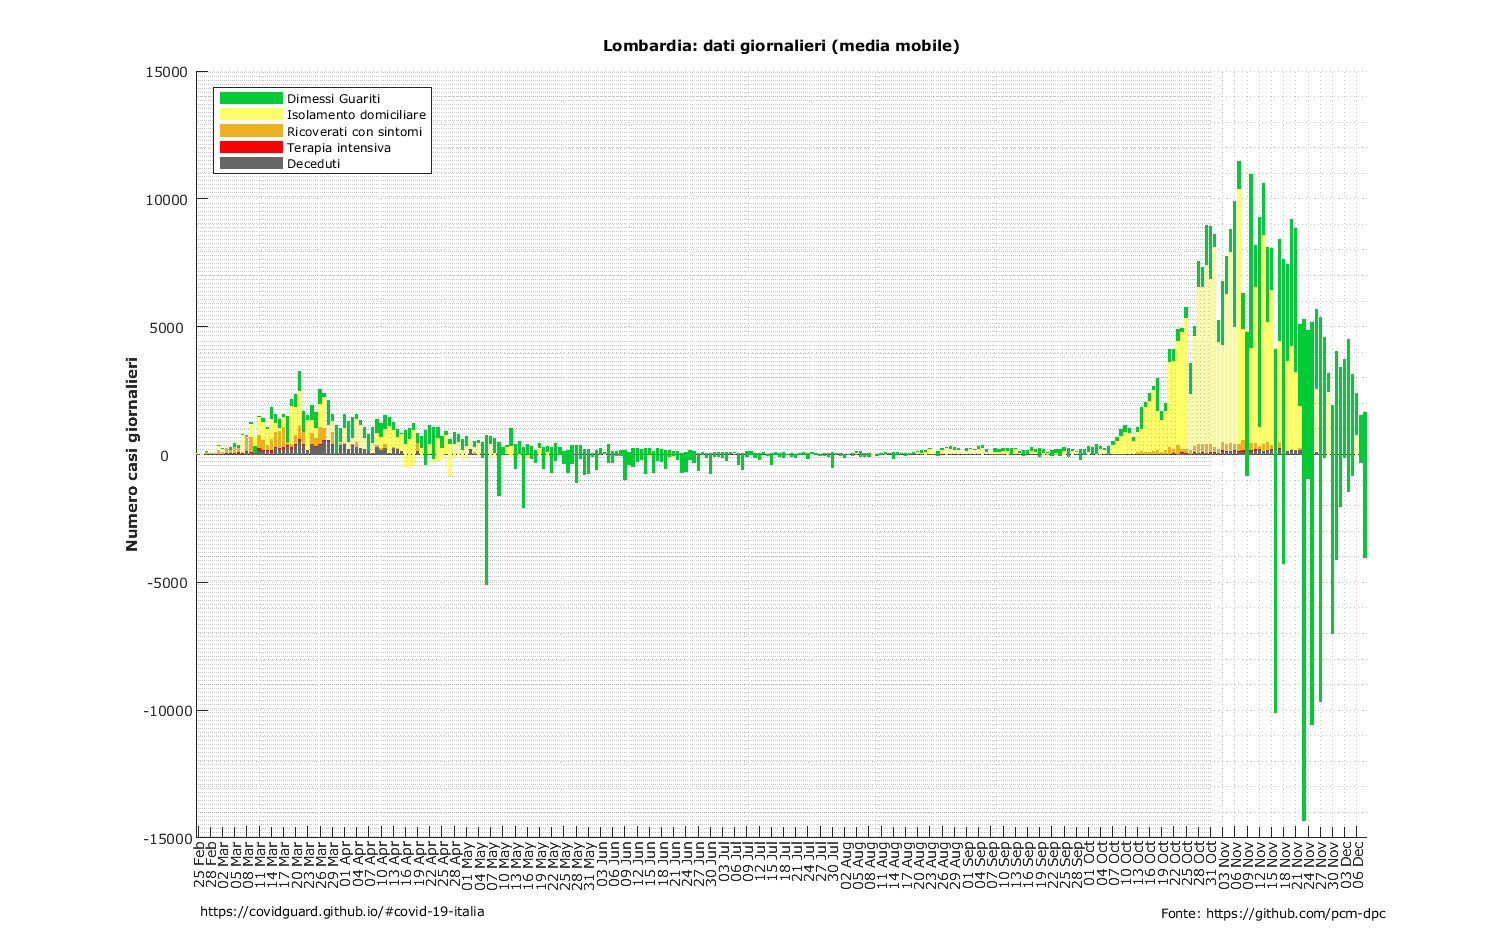 Lombardia: dati giornalieri (media mobile)
15000
10000
5000
0
-5000
-10000
-15000
Numero casi giornalieri
Dimessi Guariti
Isolamento domiciliare
Ricoverati con sintomi
Terapia intensiva
Deceduti
25 Feb
28 Feb
02 Mar
05 Mar
08 Mar
11 Mar
14 Mar
17 Mar
20 Mar
23 Mar
26 Mar
29 Mar
01 Apr
04 Apr
07 Apr
10 Apr
13 Apr
16 Apr
19 Apr
22 Apr
25 Apr
28 Apr
01 May
04 May
07 May
10 May
13 May
16 May
19 May
22 May
25 May
28 May
31 May
03 Jun
06 Jun
09 Jun
12 Jun
15 Jun
18 Jun
21 Jun
24 Jun
27 Jun
30 Jun
03 Jul
06 Jul
09 Jul
12 Jul
15 Jul
18 Jul
21 Jul
24 Jul
27 Jul
30 Jul
02 Aug
05 Aug
08 Aug
11 Aug
14 Aug
17 Aug
20 Aug
23 Aug
26 Aug
29 Aug
01 Sep
04 Sep
07 Sep
10 Sep
13 Sep
16 Sep
19 Sep
22 Sep
25 Sep
28 Sep
01 Oct
04 Oct
07 Oct
10 Oct
13 Oct
16 Oct
19 Oct
22 Oct
25 Oct
28 Oct
31 Oct
03 Nov
06 Nov
09 Nov
12 Nov
15 Nov
18 Nov
21 Nov
24 Nov
27 Nov
30 Nov
03 Dec
06 Dec
https://covidguard.github.io/#covid-19-italia
Fonte: https://github.com/pcm-dpc